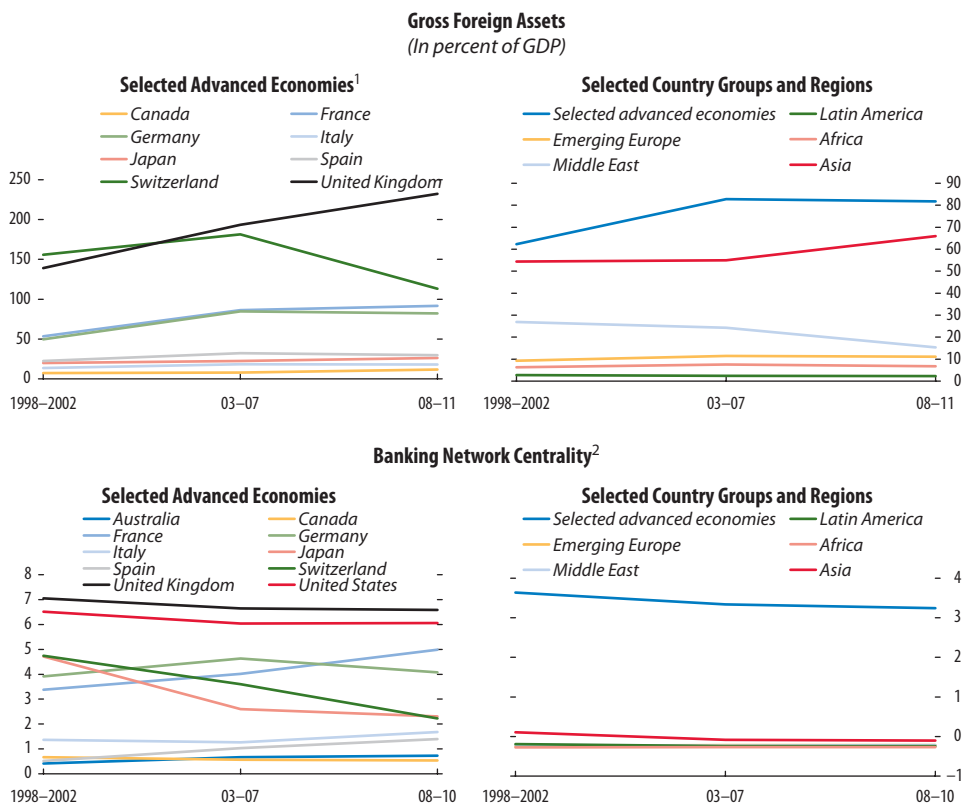 Gross Foreign Assets
(In percent of GDP)
Selected Advanced Economies1
Canada
France
Germany
Italy
Japan
Spain
Switzerland
United Kingdom
250
200
150
100
50
0
1998–2002
03–07
08–11
Selected Country Groups and Regions
Selected advanced economies
Latin America
Emerging Europe
Africa
Middle East
Asia
90
80
70
60
50
40
30
20
10
0
1998–2002
03–07
08–11
Banking Network Centrality2
Selected Advanced Economies
Australia
Canada
France
Germany
Italy
Japan
Spain
Switzerland
United Kingdom
United States
8
7
6
5
4
3
2
1
0
1998–2002
03–07
08–10
Selected Country Groups and Regions
Selected advanced economies
Latin America
Emerging Europe
Africa
Middle East
Asia
4
3
2
1
0
–1
1998–2002
03–07
08–10